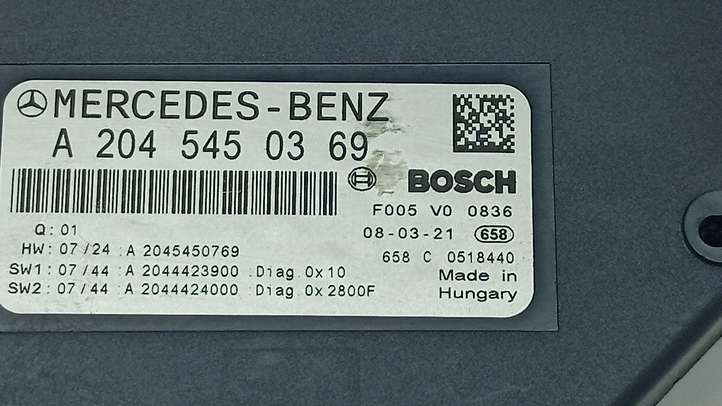 MERCEDES-BENZ
A 204 545 03 69
BOSCH
F005 V0 0836
Q: 01
08-03-21 658
HW: 07/24 :A 2045450769
658 C 0518440
SW1: 07/44 :A 2044423900 :Diag.0x10
Made in
SW2: 07/44 :A 2044424000 :Diag.0x2800F
Hungary